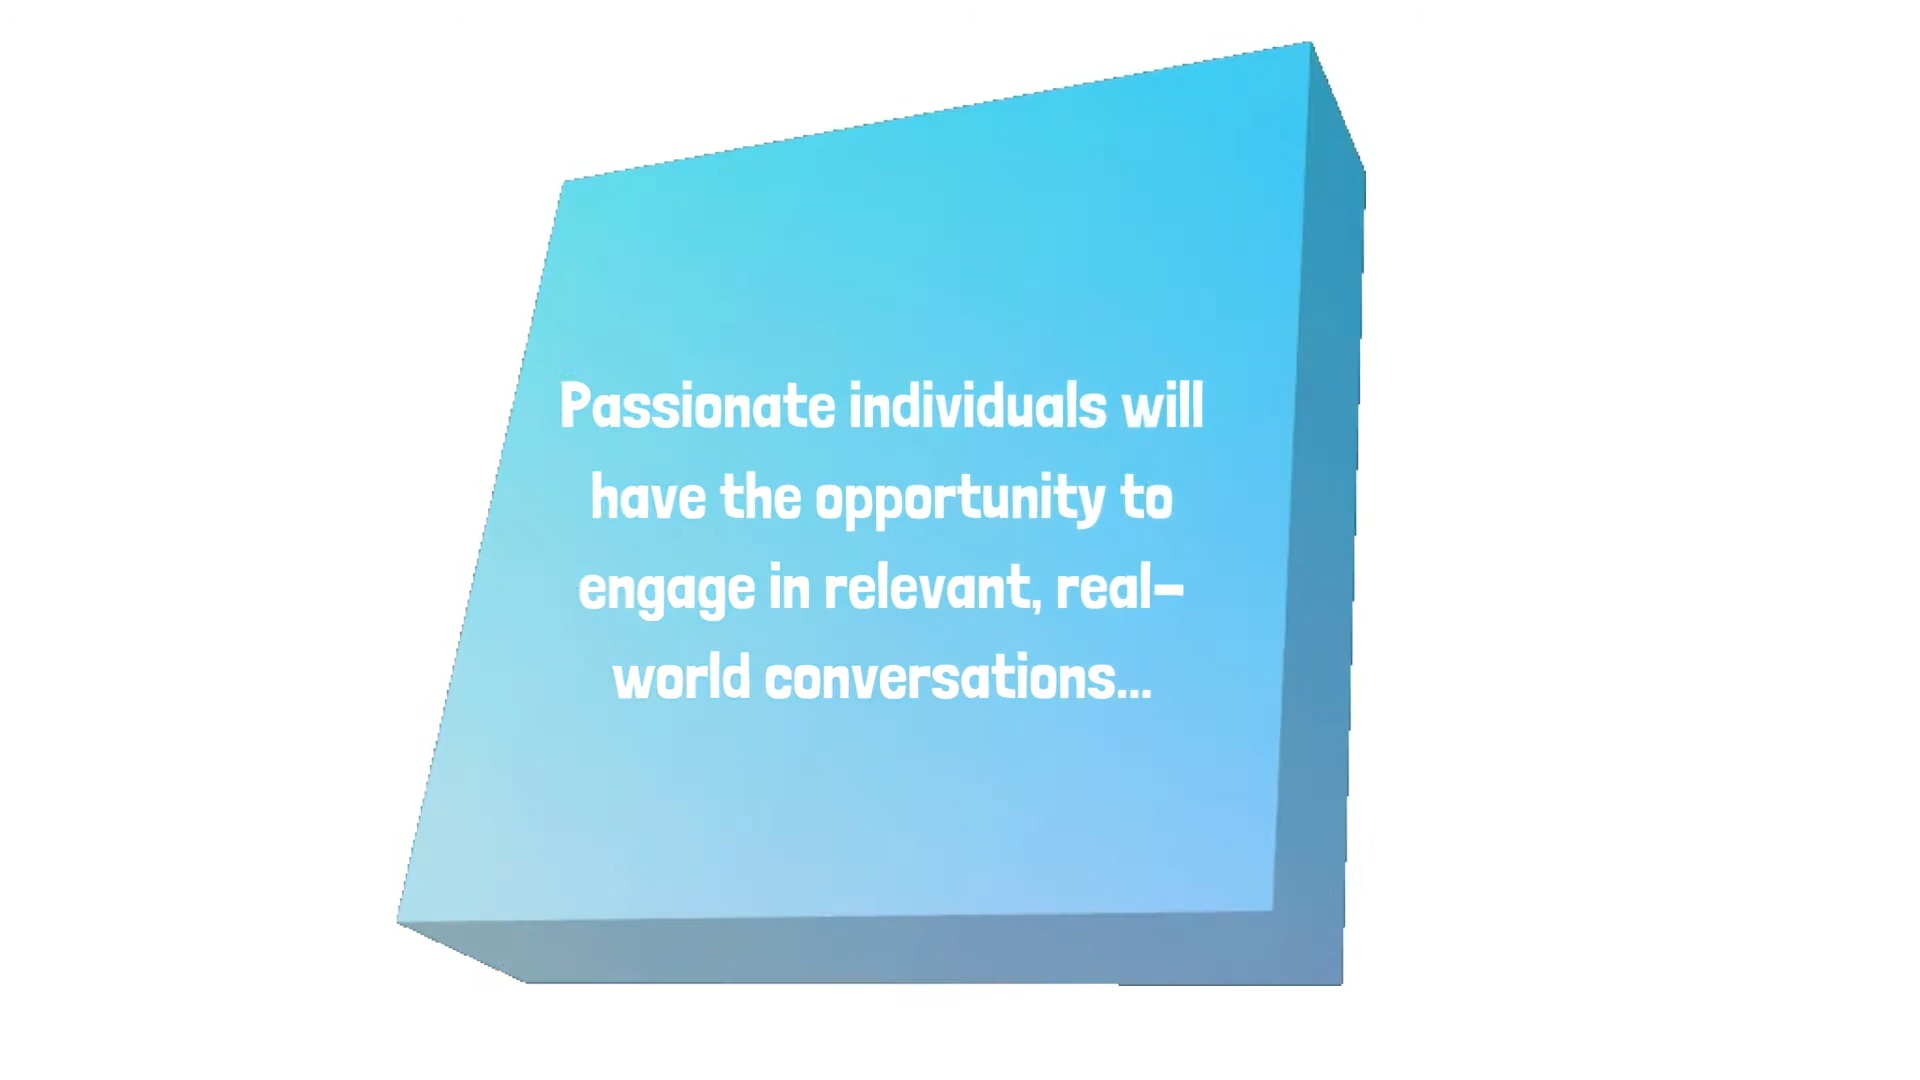 Passionate individuals will
have the opportunity to
engage in relevant, real-
world conversations...